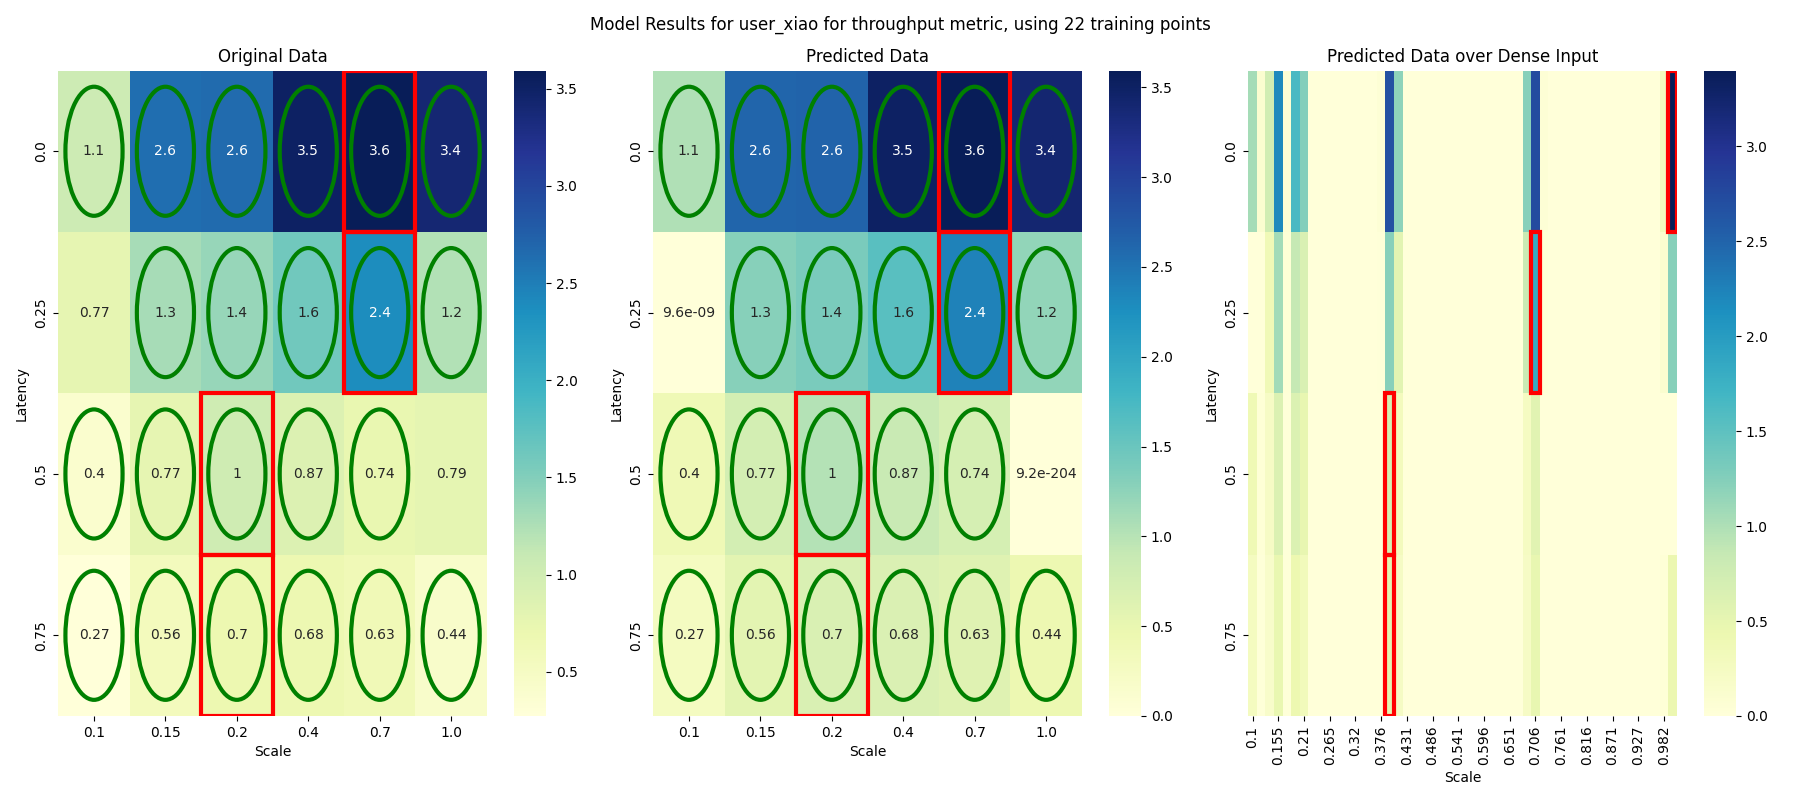 Model Results for user_xiao for throughput metric, using 22 training points
Original Data
Latency
0.0
0.25
0.5
0.75
1.1 2.6 2.6 3.5 3.6 3.4
0.77 1.3 1.4 1.6 2.4 1.2
0.4 0.77 1 0.87 0.74 0.79
0.27 0.56 0.7 0.68 0.63 0.44
0.1 0.15 0.2 0.4 0.7 1.0
Scale
3.5
3.0
2.5
2.0
1.5
1.0
0.5
Predicted Data
Latency
0.0
0.25
0.5
0.75
1.1 2.6 2.6 3.5 3.6 3.4
9.6e-09 1.3 1.4 1.6 2.4 1.2
0.4 0.77 1 0.87 0.74 9.2e-204
0.27 0.56 0.7 0.68 0.63 0.44
0.1 0.15 0.2 0.4 0.7 1.0
Scale
3.5
3.0
2.5
2.0
1.5
1.0
0.5
0.0
Predicted Data over Dense Input
Latency
0.0
0.25
0.5
0.75
0.1 0.155 0.21 0.265 0.32 0.376 0.431 0.486 0.541 0.596 0.651 0.706 0.761 0.816 0.871 0.927 0.982
Scale
3.0
2.5
2.0
1.5
1.0
0.5
0.0